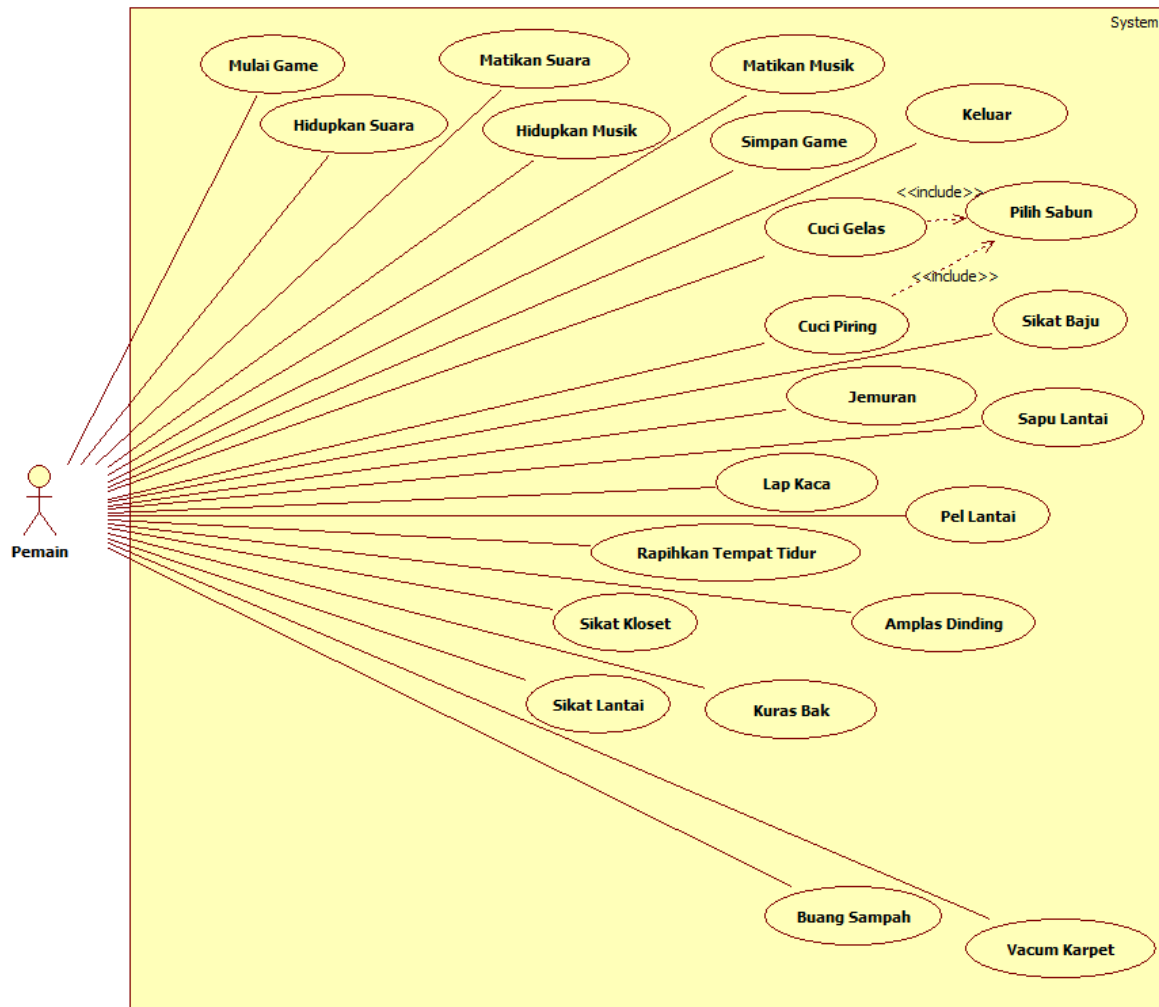 System
Mulai Game
Matikan Suara
Matikan Musik
Hidupkan Suara
Hidupkan Musik
Simpan Game
Keluar
<<include>>
Cuci Gelas
Pilih Sabun
<<include>>
Cuci Piring
Sikat Baju
Jemuran
Sapu Lantai
Lap Kaca
Pel Lantai
Pemain
Rapihkan Tempat Tidur
Sikat Kloset
Amplas Dinding
Sikat Lantai
Kuras Bak
Buang Sampah
Vacum Karpet